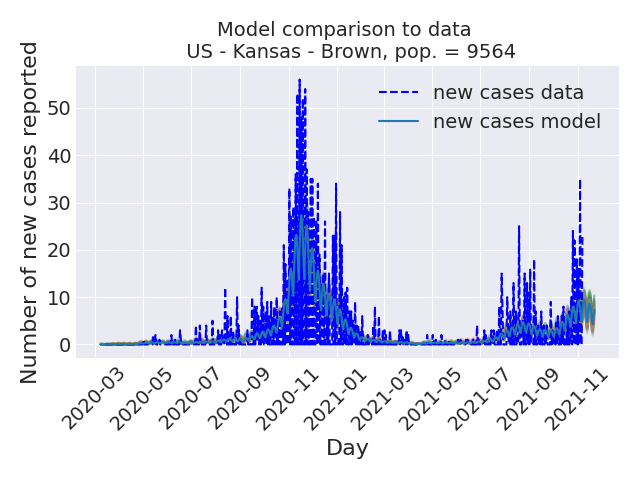 Model comparison to data
US - Kansas - Brown, pop. = 9564
Number of new cases reported
50
40
30
20
10
0
new cases data
new cases model
2020-03
2020-05
2020-07
2020-09
2020-11
2021-01
2021-03
2021-05
2021-07
2021-09
2021-11
Day